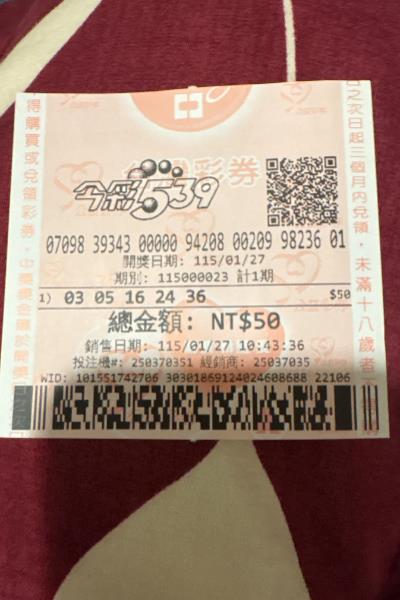 今彩539
07098 39343 00000 94208 00209 98236 01
開獎日期: 115/01/27
期別: 115000023 計1期
1) 03 05 16 24 36 $50
總金額: NT$50
銷售日期: 115/01/27 10:43:36
投注機#: 250370351 經銷商: 25037035
WID: 101551742706 30301869124024608688 22106
得購買或兌領彩券。中獎獎金應於開獎
之次日起三個月內兌領，未滿十八歲者